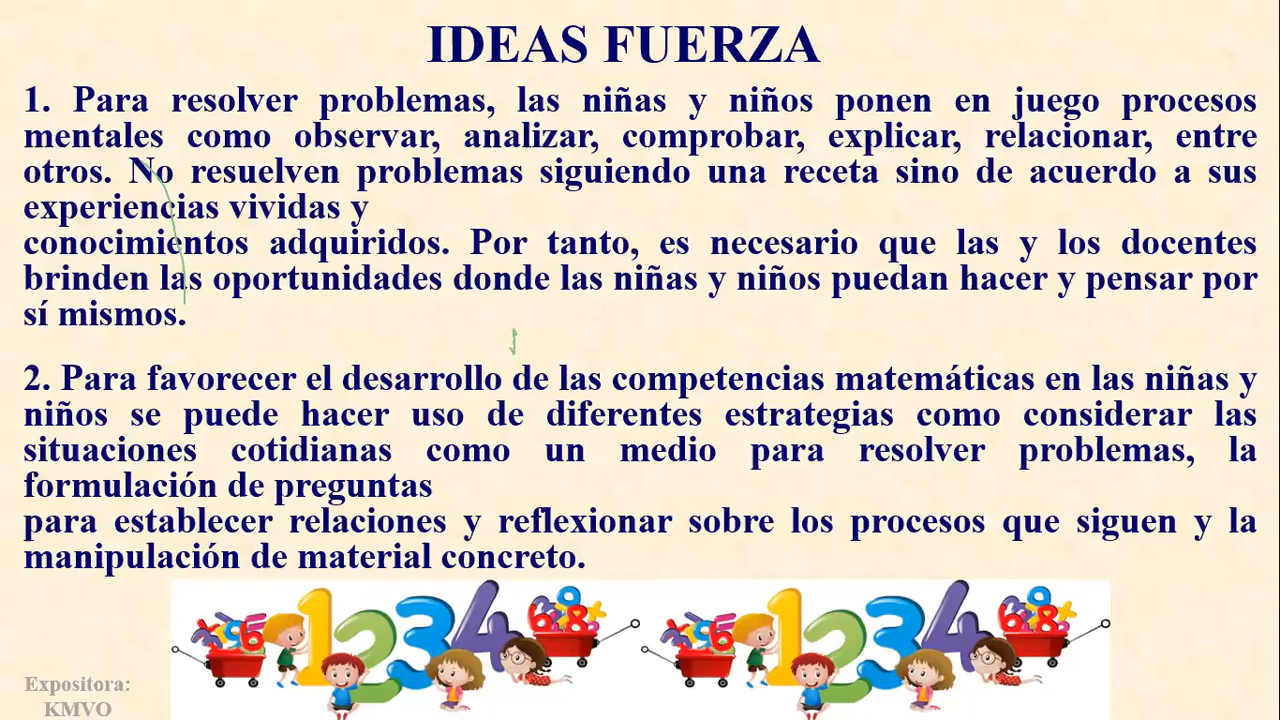 IDEAS FUERZA
1. Para resolver problemas, las niñas y niños ponen en juego procesos
mentales como observar, analizar, comprobar, explicar, relacionar, entre
otros. No resuelven problemas siguiendo una receta sino de acuerdo a sus
experiencias vividas y
conocimientos adquiridos. Por tanto, es necesario que las y los docentes
brinden las oportunidades donde las niñas y niños puedan hacer y pensar por
sí mismos.
2. Para favorecer el desarrollo de las competencias matemáticas en las niñas y
niños se puede hacer uso de diferentes estrategias como considerar las
situaciones cotidianas como un medio para resolver problemas, la
formulación de preguntas
para establecer relaciones y reflexionar sobre los procesos que siguen y la
manipulación de material concreto.
1234 1234
Expositora:
KMVO